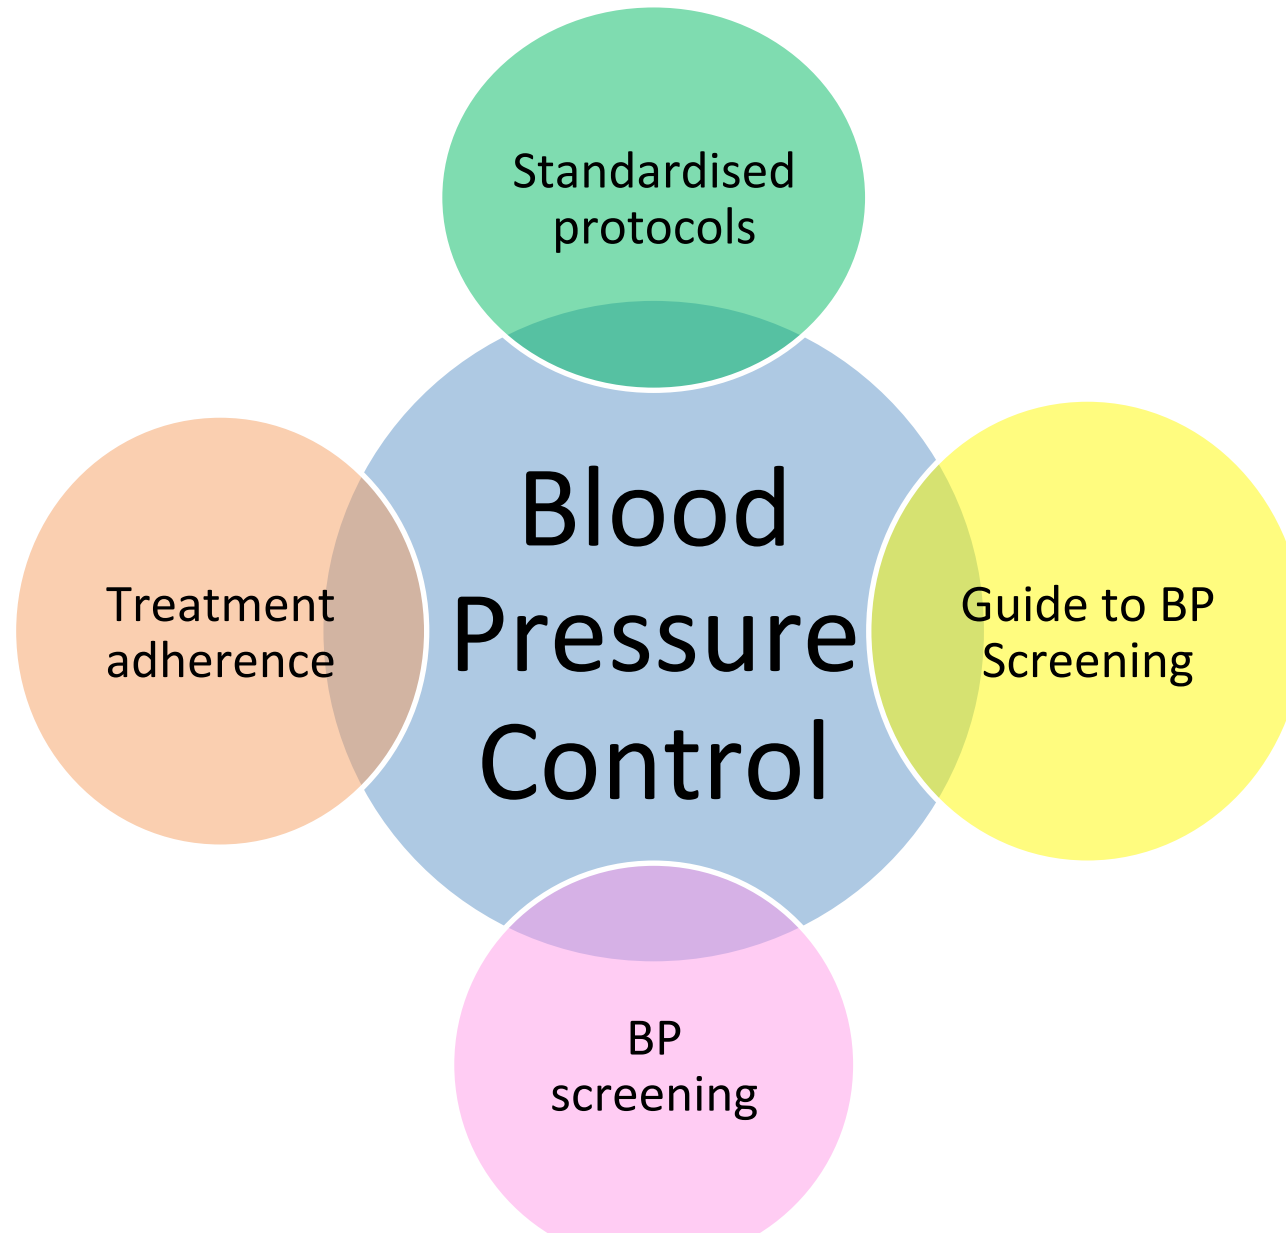 Standardised
protocols
Blood
Pressure
Control
Treatment
adherence
Guide to BP
Screening
BP
screening